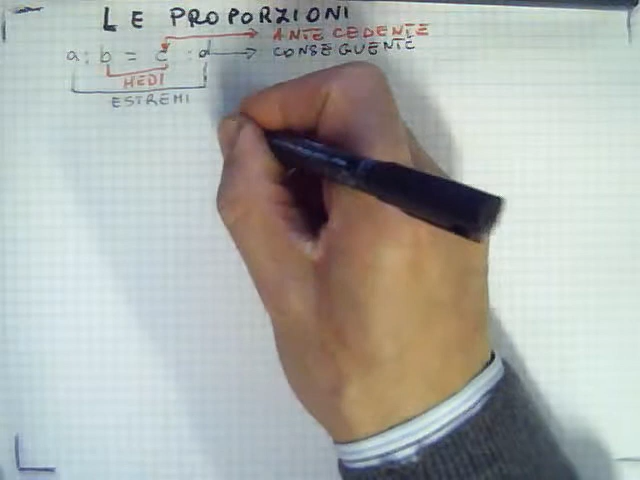 LE PROPORZIONI
ANTECEDENTE
a : b = c : d CONSEGUENTE
MEDI
ESTREMI